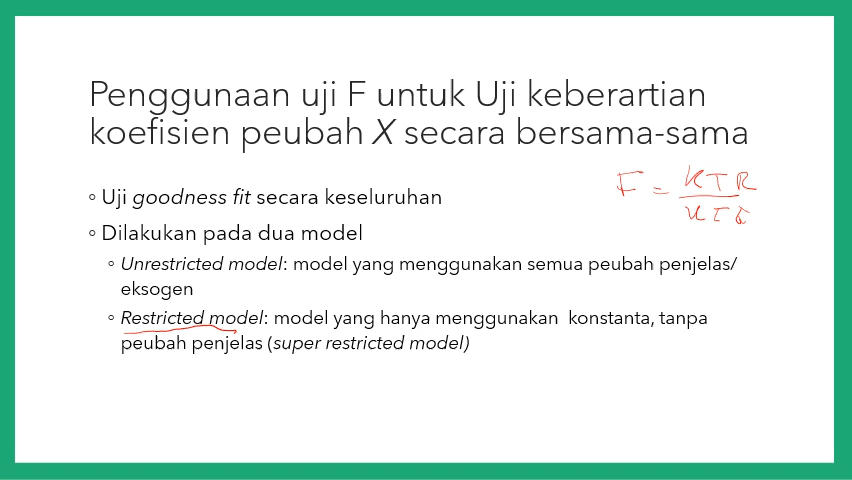 Penggunaan uji F untuk Uji keberartian
koefisien peubah X secara bersama-sama
◦ Uji goodness fit secara keseluruhan
F = KTR
KTG
◦ Dilakukan pada dua model
◦ Unrestricted model: model yang menggunakan semua peubah penjelas/
eksogen
◦ Restricted model: model yang hanya menggunakan konstanta, tanpa
peubah penjelas (super restricted model)